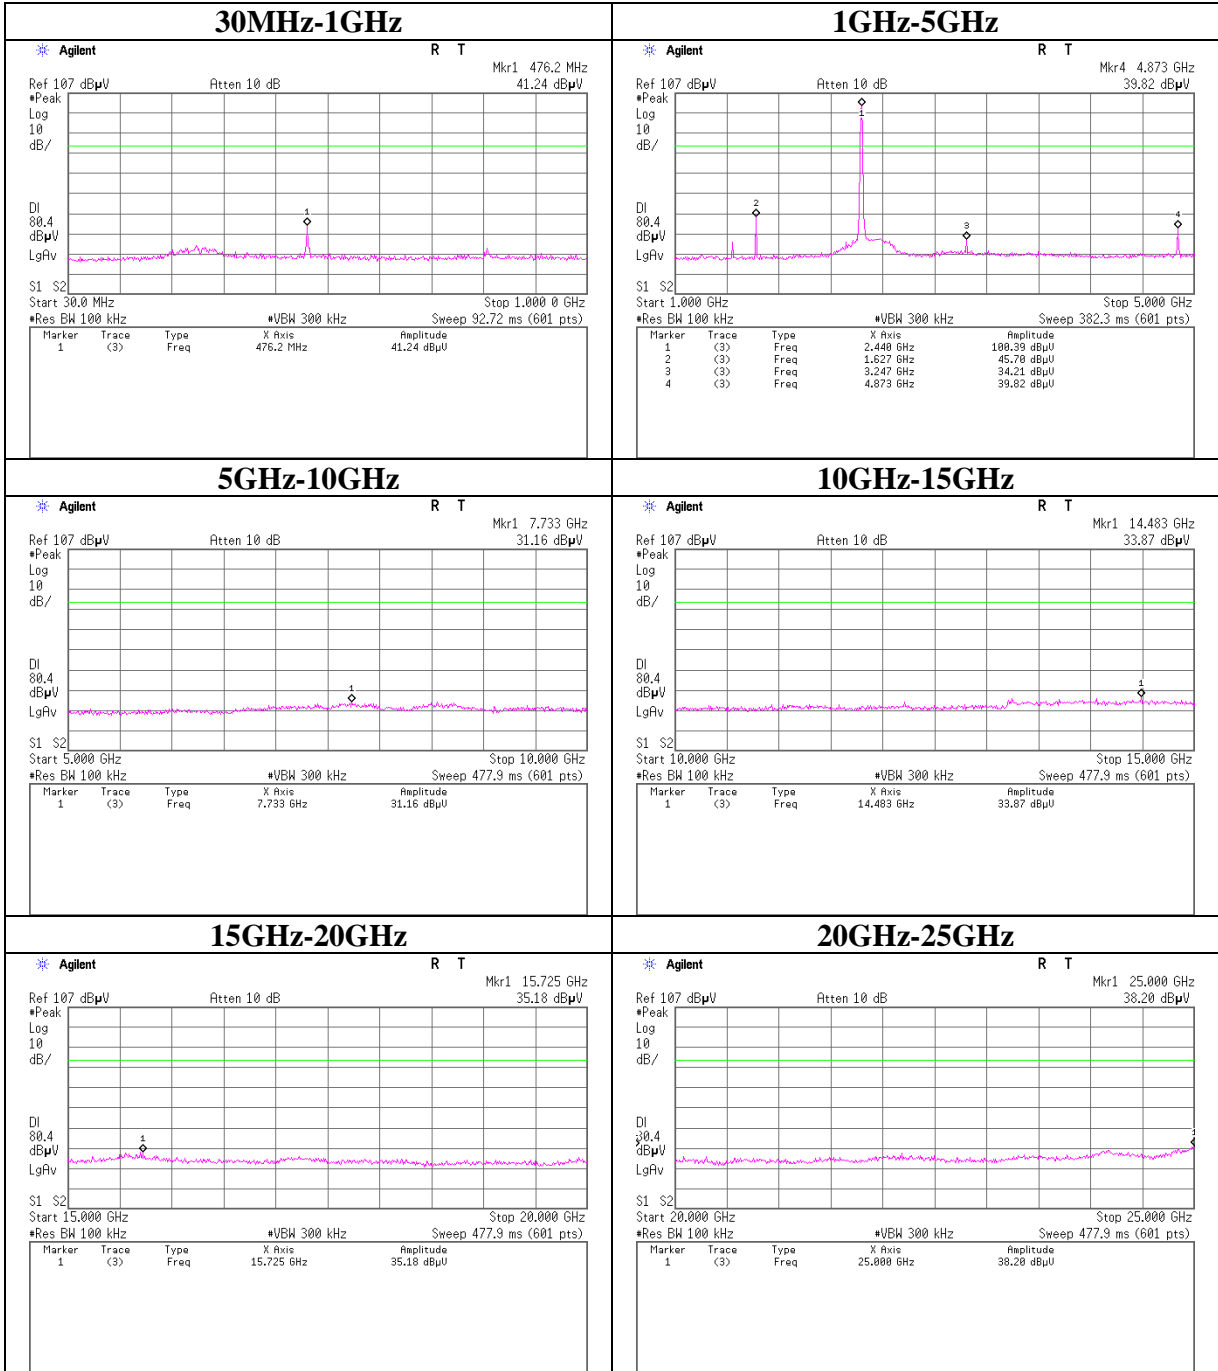 30MHz-1GHz
Agilent
R T
Mkr1 476.2 MHz
Ref 107 dBµV
Atten 10 dB
41.24 dBµV
#Peak
Log
10
dB/
1
DI
80.4
dBµV
LgAv
S1 S2
Start 30.0 MHz
Stop 1.000 0 GHz
#Res BW 100 kHz
#VBW 300 kHz
Sweep 92.72 ms (601 pts)
Marker Trace Type X Axis Amplitude
1 (3) Freq 476.2 MHz 41.24 dBµV
1GHz-5GHz
Agilent
R T
Mkr4 4.873 GHz
Ref 107 dBµV
Atten 10 dB
39.82 dBµV
#Peak
Log
10
dB/
1
2
3
4
DI
80.4
dBµV
LgAv
S1 S2
Start 1.000 GHz
Stop 5.000 GHz
#Res BW 100 kHz
#VBW 300 kHz
Sweep 382.3 ms (601 pts)
Marker Trace Type X Axis Amplitude
1 (3) Freq 2.440 GHz 100.39 dBµV
2 (3) Freq 1.627 GHz 45.70 dBµV
3 (3) Freq 3.247 GHz 34.21 dBµV
4 (3) Freq 4.873 GHz 39.82 dBµV
5GHz-10GHz
Agilent
R T
Mkr1 7.733 GHz
Ref 107 dBµV
Atten 10 dB
31.16 dBµV
#Peak
Log
10
dB/
1
DI
80.4
dBµV
LgAv
S1 S2
Start 5.000 GHz
Stop 10.000 GHz
#Res BW 100 kHz
#VBW 300 kHz
Sweep 477.9 ms (601 pts)
Marker Trace Type X Axis Amplitude
1 (3) Freq 7.733 GHz 31.16 dBµV
10GHz-15GHz
Agilent
R T
Mkr1 14.483 GHz
Ref 107 dBµV
Atten 10 dB
33.87 dBµV
#Peak
Log
10
dB/
1
DI
80.4
dBµV
LgAv
S1 S2
Start 10.000 GHz
Stop 15.000 GHz
#Res BW 100 kHz
#VBW 300 kHz
Sweep 477.9 ms (601 pts)
Marker Trace Type X Axis Amplitude
1 (3) Freq 14.483 GHz 33.87 dBµV
15GHz-20GHz
Agilent
R T
Mkr1 15.725 GHz
Ref 107 dBµV
Atten 10 dB
35.18 dBµV
#Peak
Log
10
dB/
1
DI
80.4
dBµV
LgAv
S1 S2
Start 15.000 GHz
Stop 20.000 GHz
#Res BW 100 kHz
#VBW 300 kHz
Sweep 477.9 ms (601 pts)
Marker Trace Type X Axis Amplitude
1 (3) Freq 15.725 GHz 35.18 dBµV
20GHz-25GHz
Agilent
R T
Mkr1 25.000 GHz
Ref 107 dBµV
Atten 10 dB
38.20 dBµV
#Peak
Log
10
dB/
1
DI
80.4
dBµV
LgAv
S1 S2
Start 20.000 GHz
Stop 25.000 GHz
#Res BW 100 kHz
#VBW 300 kHz
Sweep 477.9 ms (601 pts)
Marker Trace Type X Axis Amplitude
1 (3) Freq 25.000 GHz 38.20 dBµV